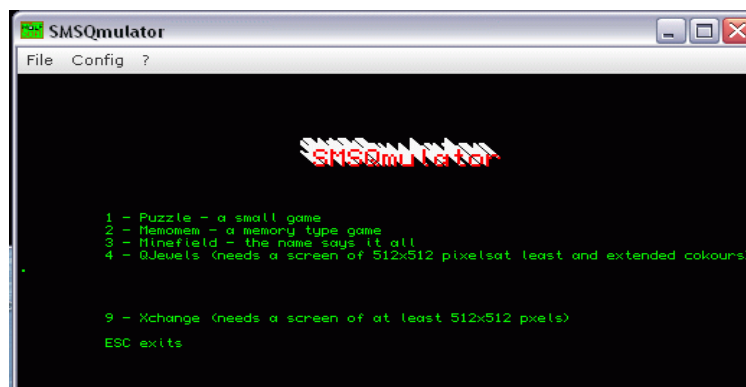 SMSQmulator
File Config ?
SMSQmulator
1 - Puzzle - a small game
2 - Memomem - a memory type game
3 - Minefield - the name says it all
4 - QJewels (needs a screen of 512x512 pixelsat least and extended cokours)
9 - Xchange (needs a screen of at least 512x512 pxels)
ESC exits